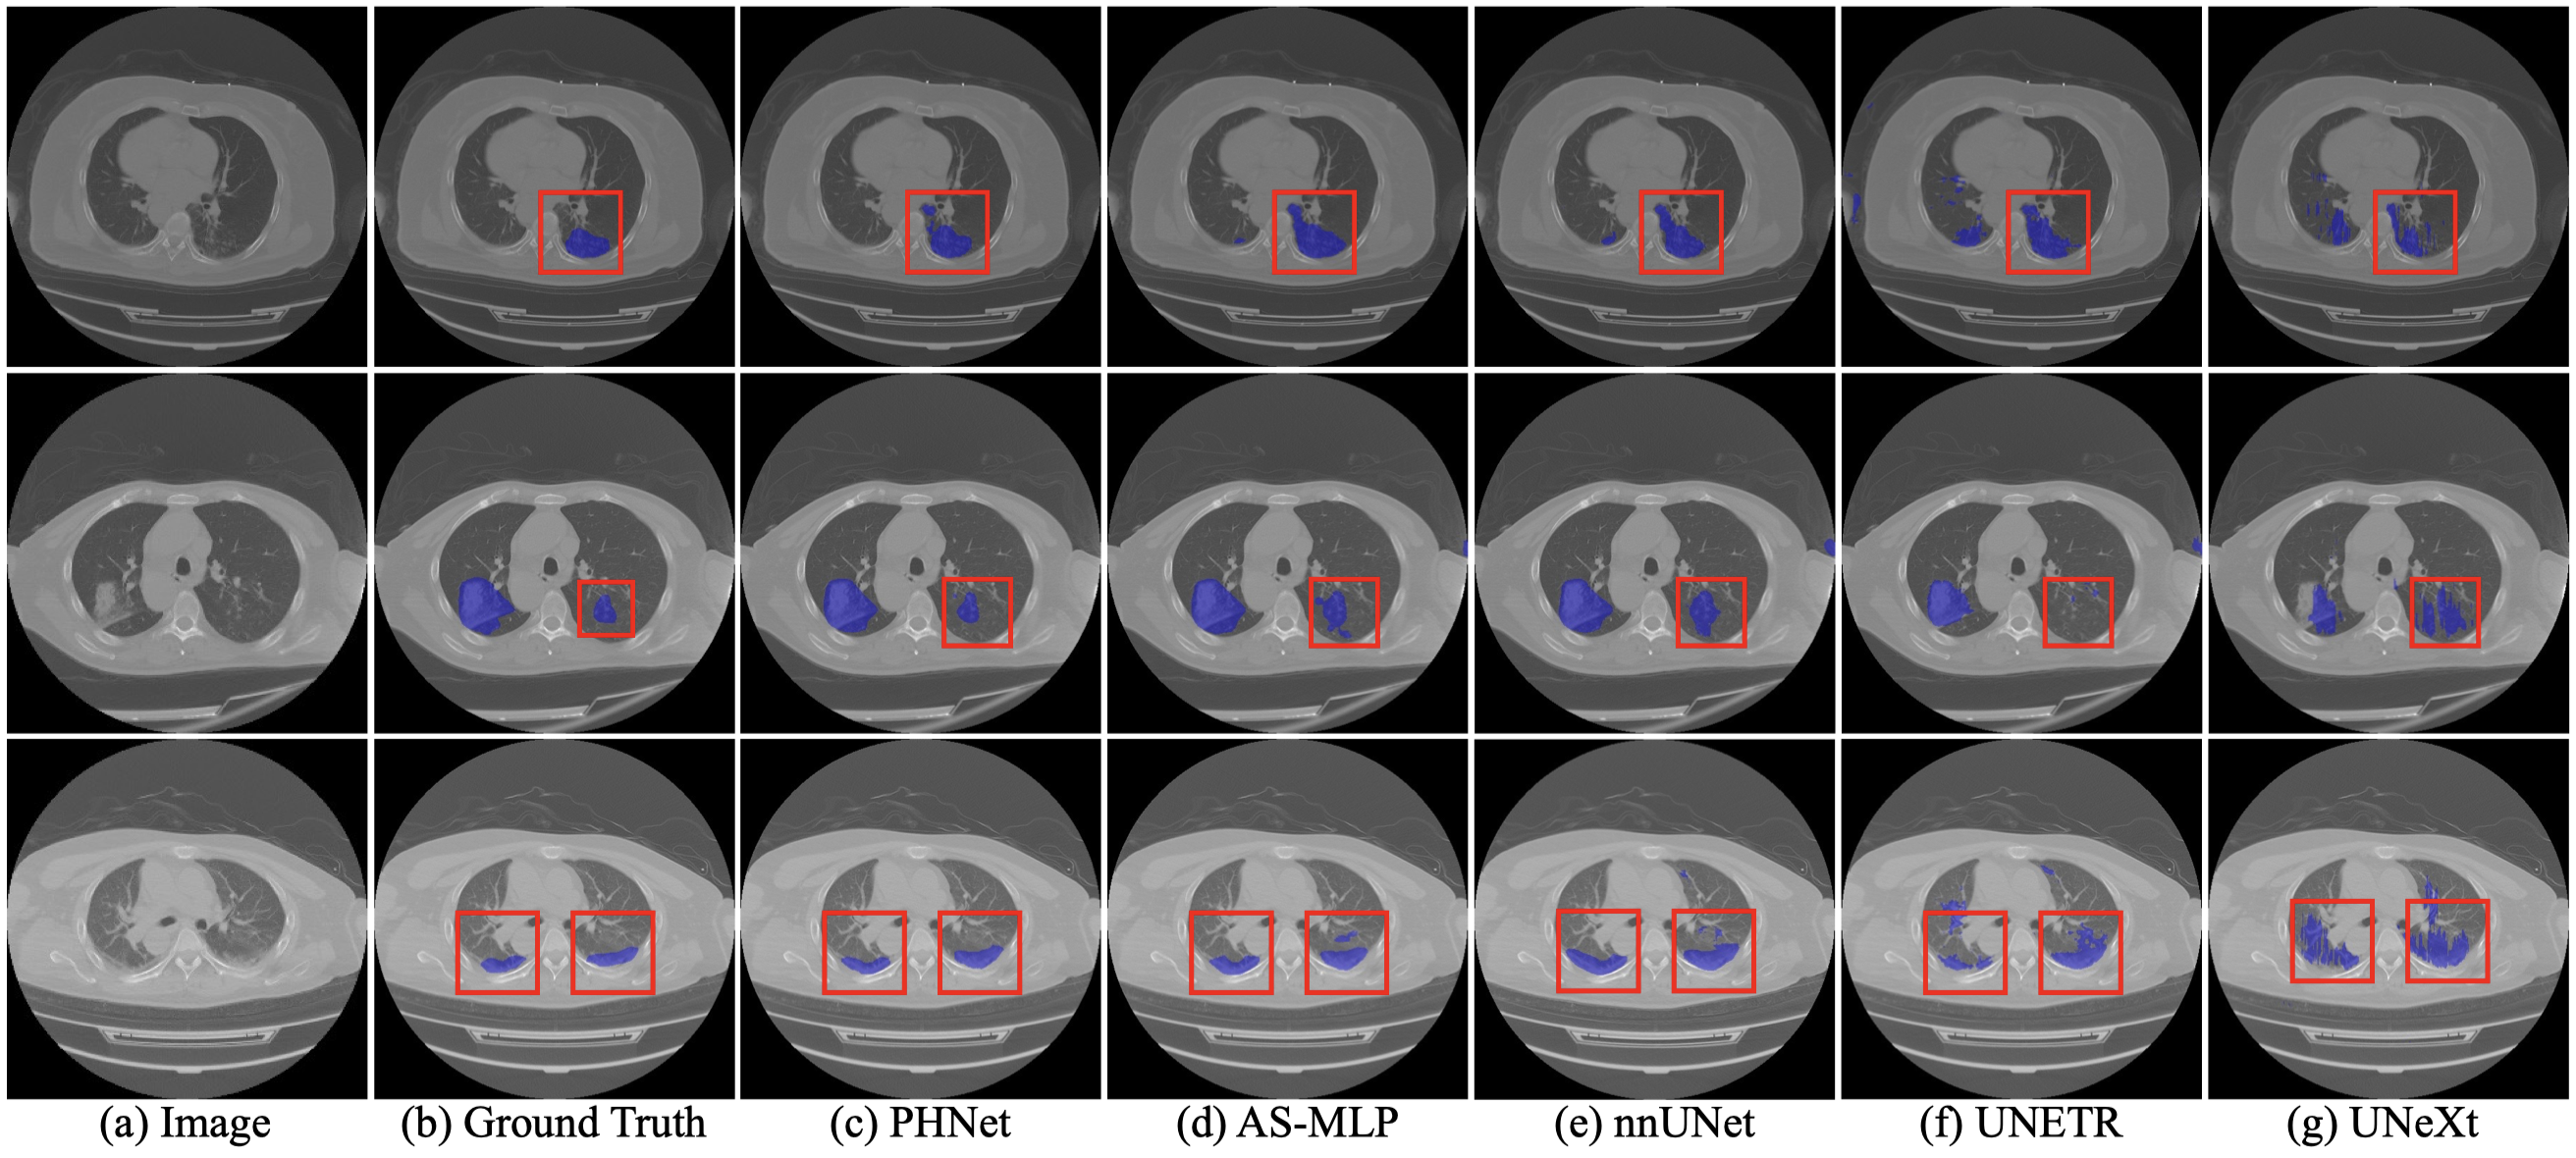 (a) Image
(b) Ground Truth
(c) PHNet
(d) AS-MLP
(e) nnUNet
(f) UNETR
(g) UNeXt